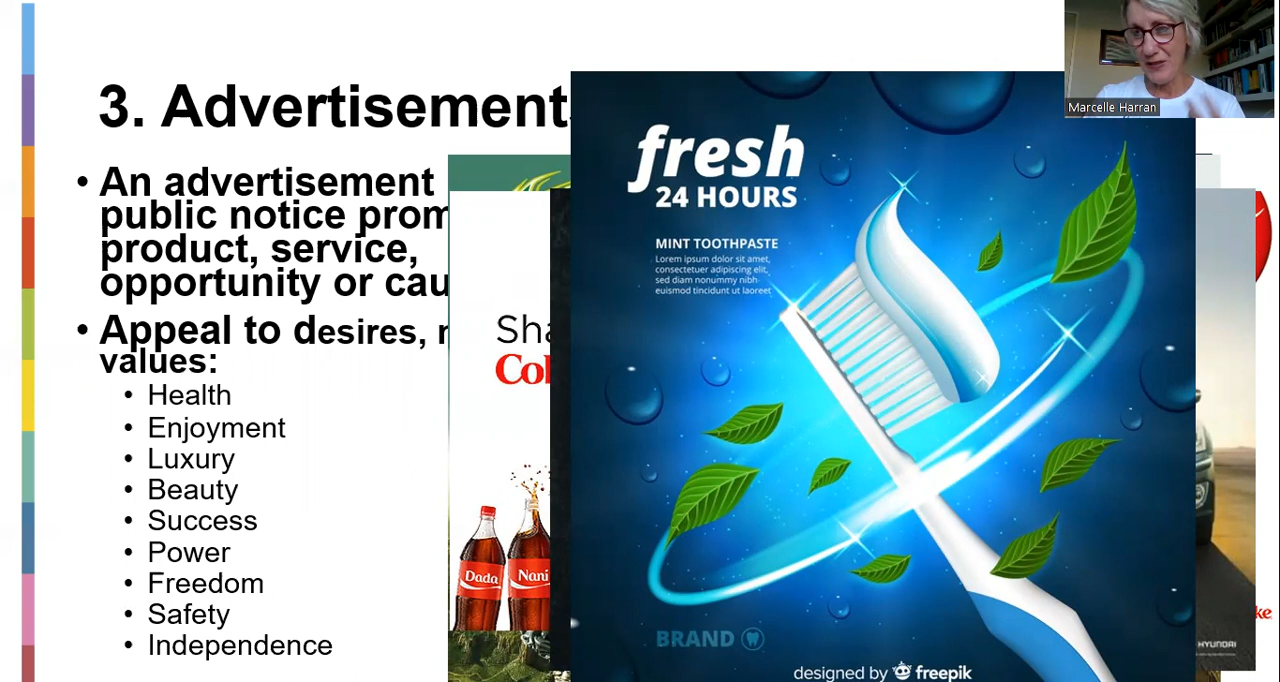 3. Advertisement
• An advertisement
public notice prom
product, service,
opportunity or cau
• Appeal to desires,
values:
• Health
• Enjoyment
• Luxury
• Beauty
• Success
• Power
• Freedom
• Safety
• Independence
Sha
Col
Dada
Nani
fresh
24 HOURS
MINT TOOTHPASTE
Lorem ipsum dolor sit amet,
consectetuer adipiscing elit,
sed diam nonummy nibh
euismod tincidunt ut laoreet
BRAND
designed by freepik
Marcelle Harran
HYUNDAI
ke